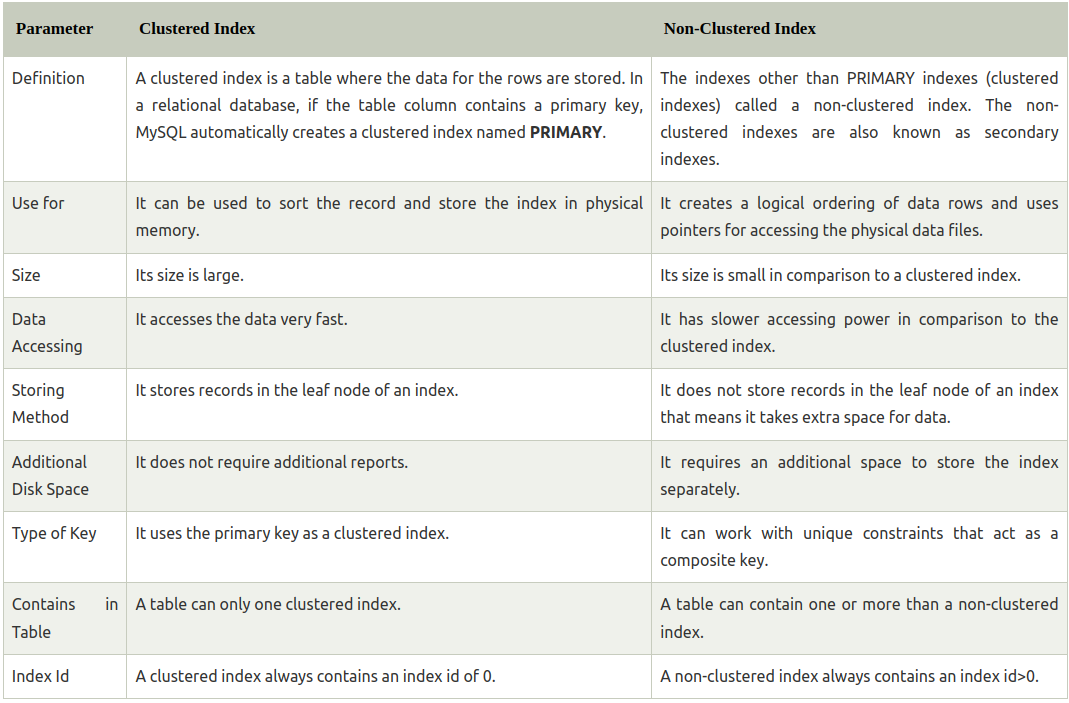 Parameter Clustered Index Non-Clustered Index
Definition
A clustered index is a table where the data for the rows are stored. In
a relational database, if the table column contains a primary key,
MySQL automatically creates a clustered index named PRIMARY.
The indexes other than PRIMARY indexes (clustered
indexes) called a non-clustered index. The non-
clustered indexes are also known as secondary
indexes.
Use for
It can be used to sort the record and store the index in physical
memory.
It creates a logical ordering of data rows and uses
pointers for accessing the physical data files.
Size
Its size is large.
Its size is small in comparison to a clustered index.
Data
Accessing
It accesses the data very fast.
It has slower accessing power in comparison to the
clustered index.
Storing
Method
It stores records in the leaf node of an index.
It does not store records in the leaf node of an index
that means it takes extra space for data.
Additional
Disk Space
It does not require additional reports.
It requires an additional space to store the index
separately.
Type of Key
It uses the primary key as a clustered index.
It can work with unique constraints that act as a
composite key.
Contains in
Table
A table can only one clustered index.
A table can contain one or more than a non-clustered
index.
Index Id
A clustered index always contains an index id of 0.
A non-clustered index always contains an index id>0.